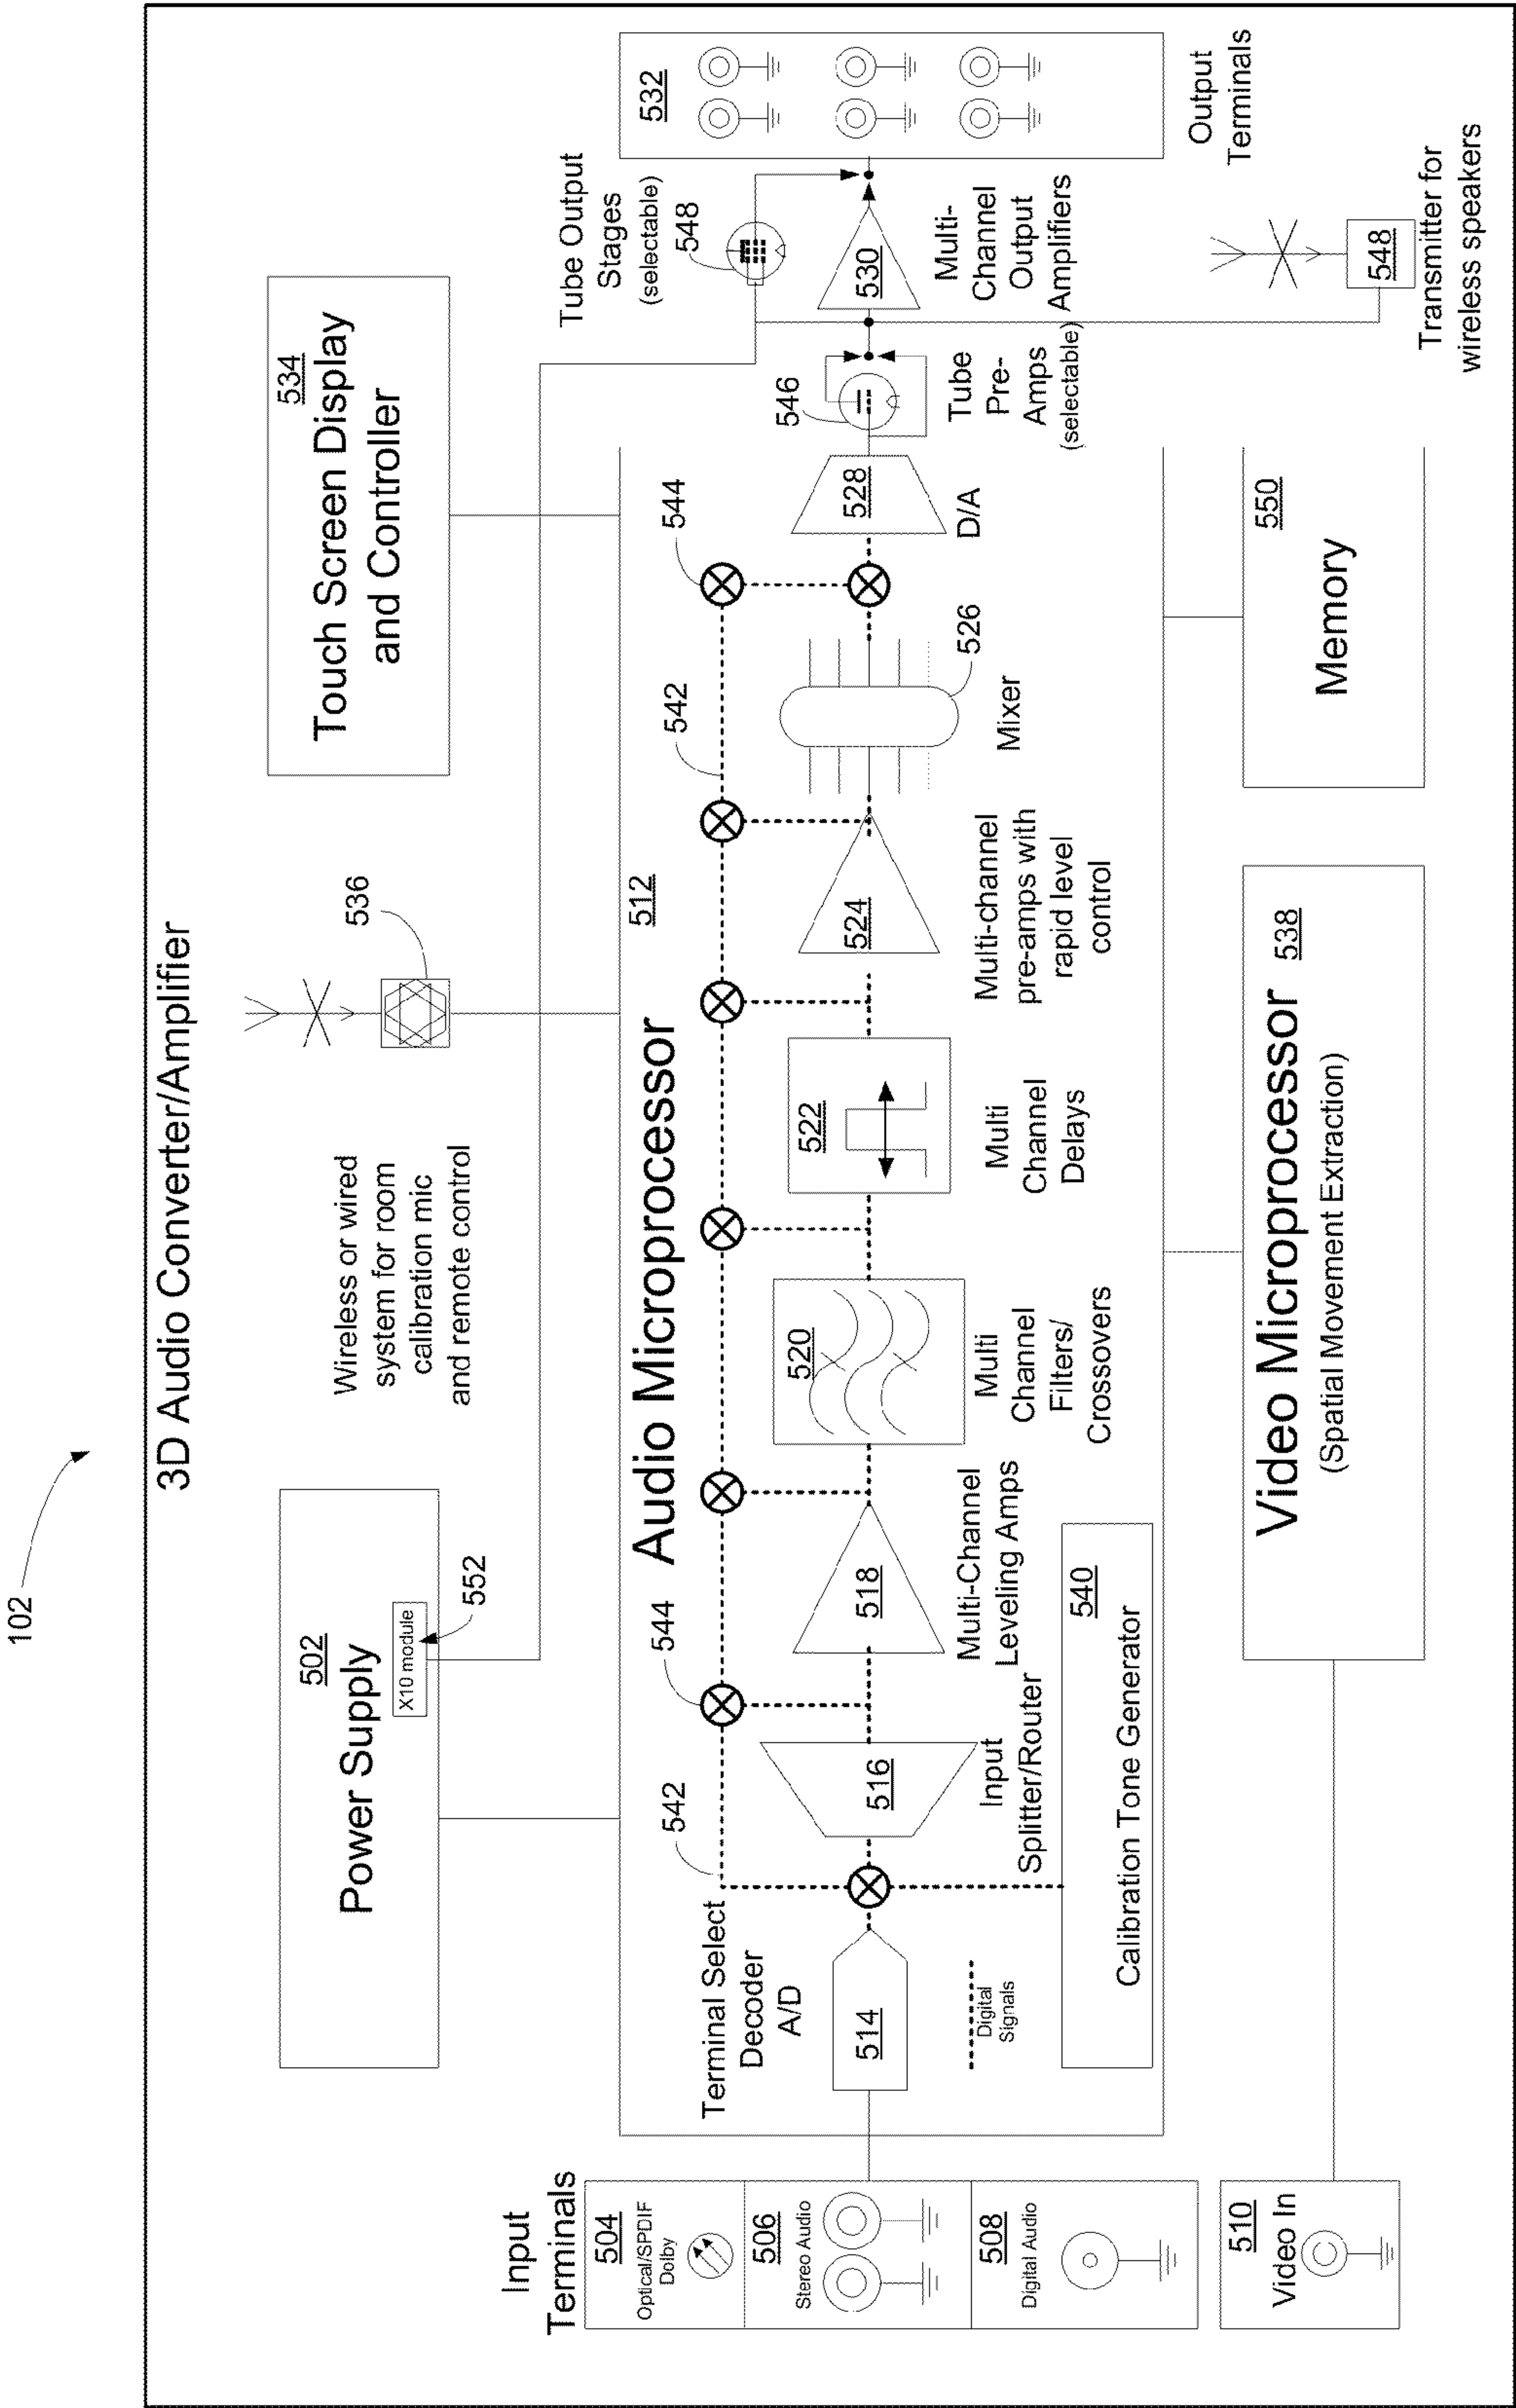 102
3D Audio Converter/Amplifier
502
Power Supply
X10 module
552
Wireless or wired
system for room
calibration mic
and remote control
536
534
Touch Screen Display
and Controller
Input
Terminals
504
Optical/SPDIF
Dolby
506
Stereo Audio
508
Digital Audio
510
Video In
512
Audio Microprocessor
Terminal Select
Decoder
A/D
514
542
544
516
Input
Splitter/Router
518
Multi-Channel
Leveling Amps
520
Multi
Channel
Filters/
Crossovers
522
Multi
Channel
Delays
524
Multi-channel
pre-amps with
rapid level
control
542
526
Mixer
544
528
D/A
Digital
Signals
540
Calibration Tone Generator
546
Tube
Pre-
Amps
(selectable)
Tube Output
Stages
(selectable)
548
530
Multi-
Channel
Output
Amplifiers
532
Output
Terminals
548
Transmitter for
wireless speakers
Video Microprocessor
538
(Spatial Movement Extraction)
550
Memory